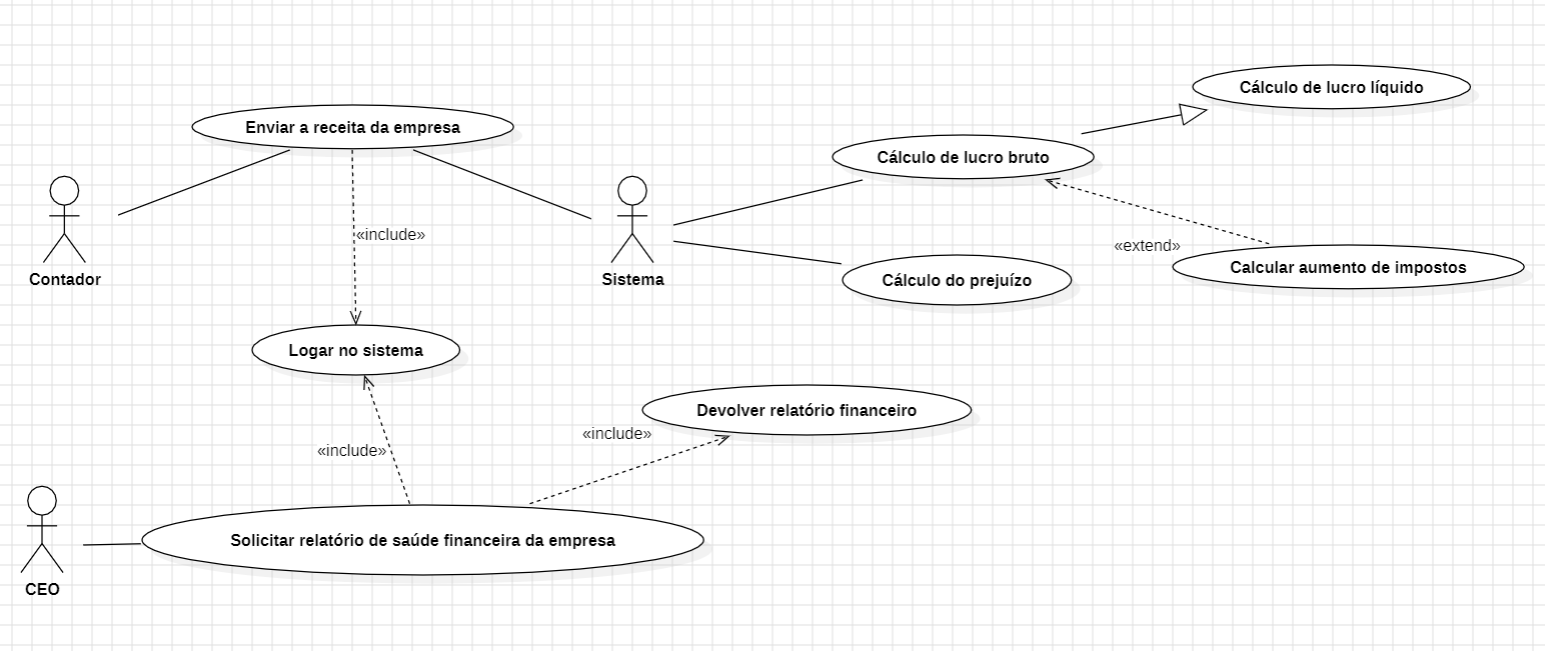 Cálculo de lucro líquido
Enviar a receita da empresa
Cálculo de lucro bruto
«include»
«extend»
Contador
Sistema
Cálculo do prejuízo
Calcular aumento de impostos
Logar no sistema
Devolver relatório financeiro
«include»
«include»
Solicitar relatório de saúde financeira da empresa
CEO